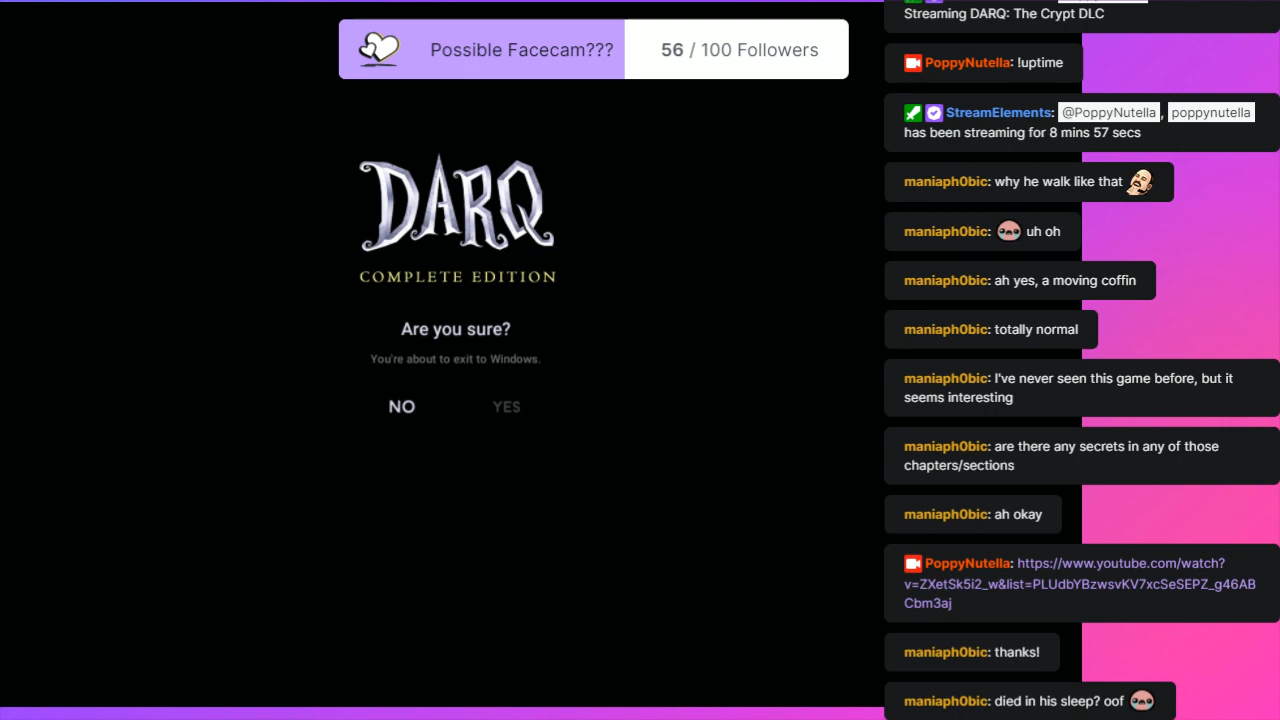 Possible Facecam??? 56 / 100 Followers
DARQ
COMPLETE EDITION
Are you sure?
You're about to exit to Windows.
NO YES
Streaming DARQ: The Crypt DLC
PoppyNutella: !uptime
StreamElements: @PoppyNutella, poppynutella
has been streaming for 8 mins 57 secs
maniaph0bic: why he walk like that
maniaph0bic: uh oh
maniaph0bic: ah yes, a moving coffin
maniaph0bic: totally normal
maniaph0bic: I've never seen this game before, but it
seems interesting
maniaph0bic: are there any secrets in any of those
chapters/sections
maniaph0bic: ah okay
PoppyNutella: https://www.youtube.com/watch?
v=ZXetSk5i2_w&list=PLUdbYBzwsvKV7xcSeSEPZ_g46AB
Cbm3aj
maniaph0bic: thanks!
maniaph0bic: died in his sleep? oof